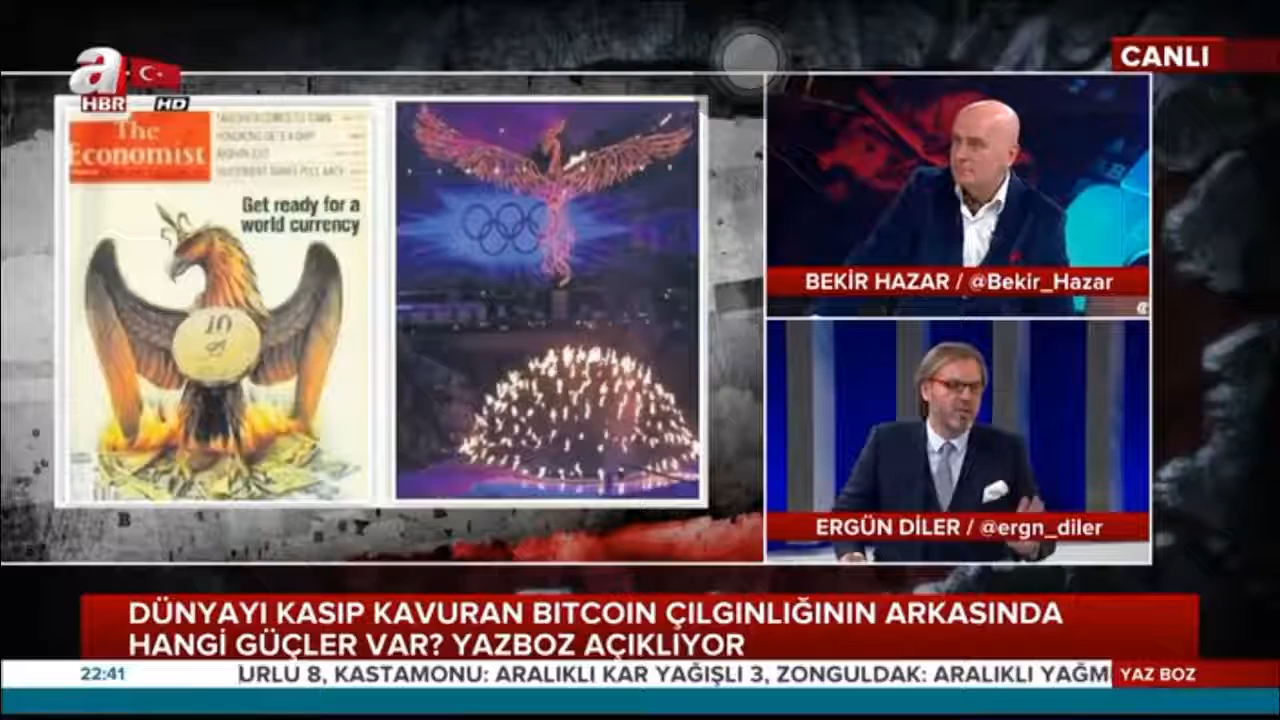 CANLI
a
HBR HD
The
Economist
Get ready for a
world currency
10
BEKİR HAZAR / @Bekir_Hazar
ERGÜN DİLER / @ergn_diler
DÜNYAYI KASIP KAVURAN BITCOIN ÇILGINLIĞININ ARKASINDA
HANGİ GÜÇLER VAR? YAZBOZ AÇIKLIYOR
22:41 URLU 8, KASTAMONU: ARALIKLI KAR YAĞIŞLI 3, ZONGULDAK: ARALIKLI YAĞM YAZ BOZ